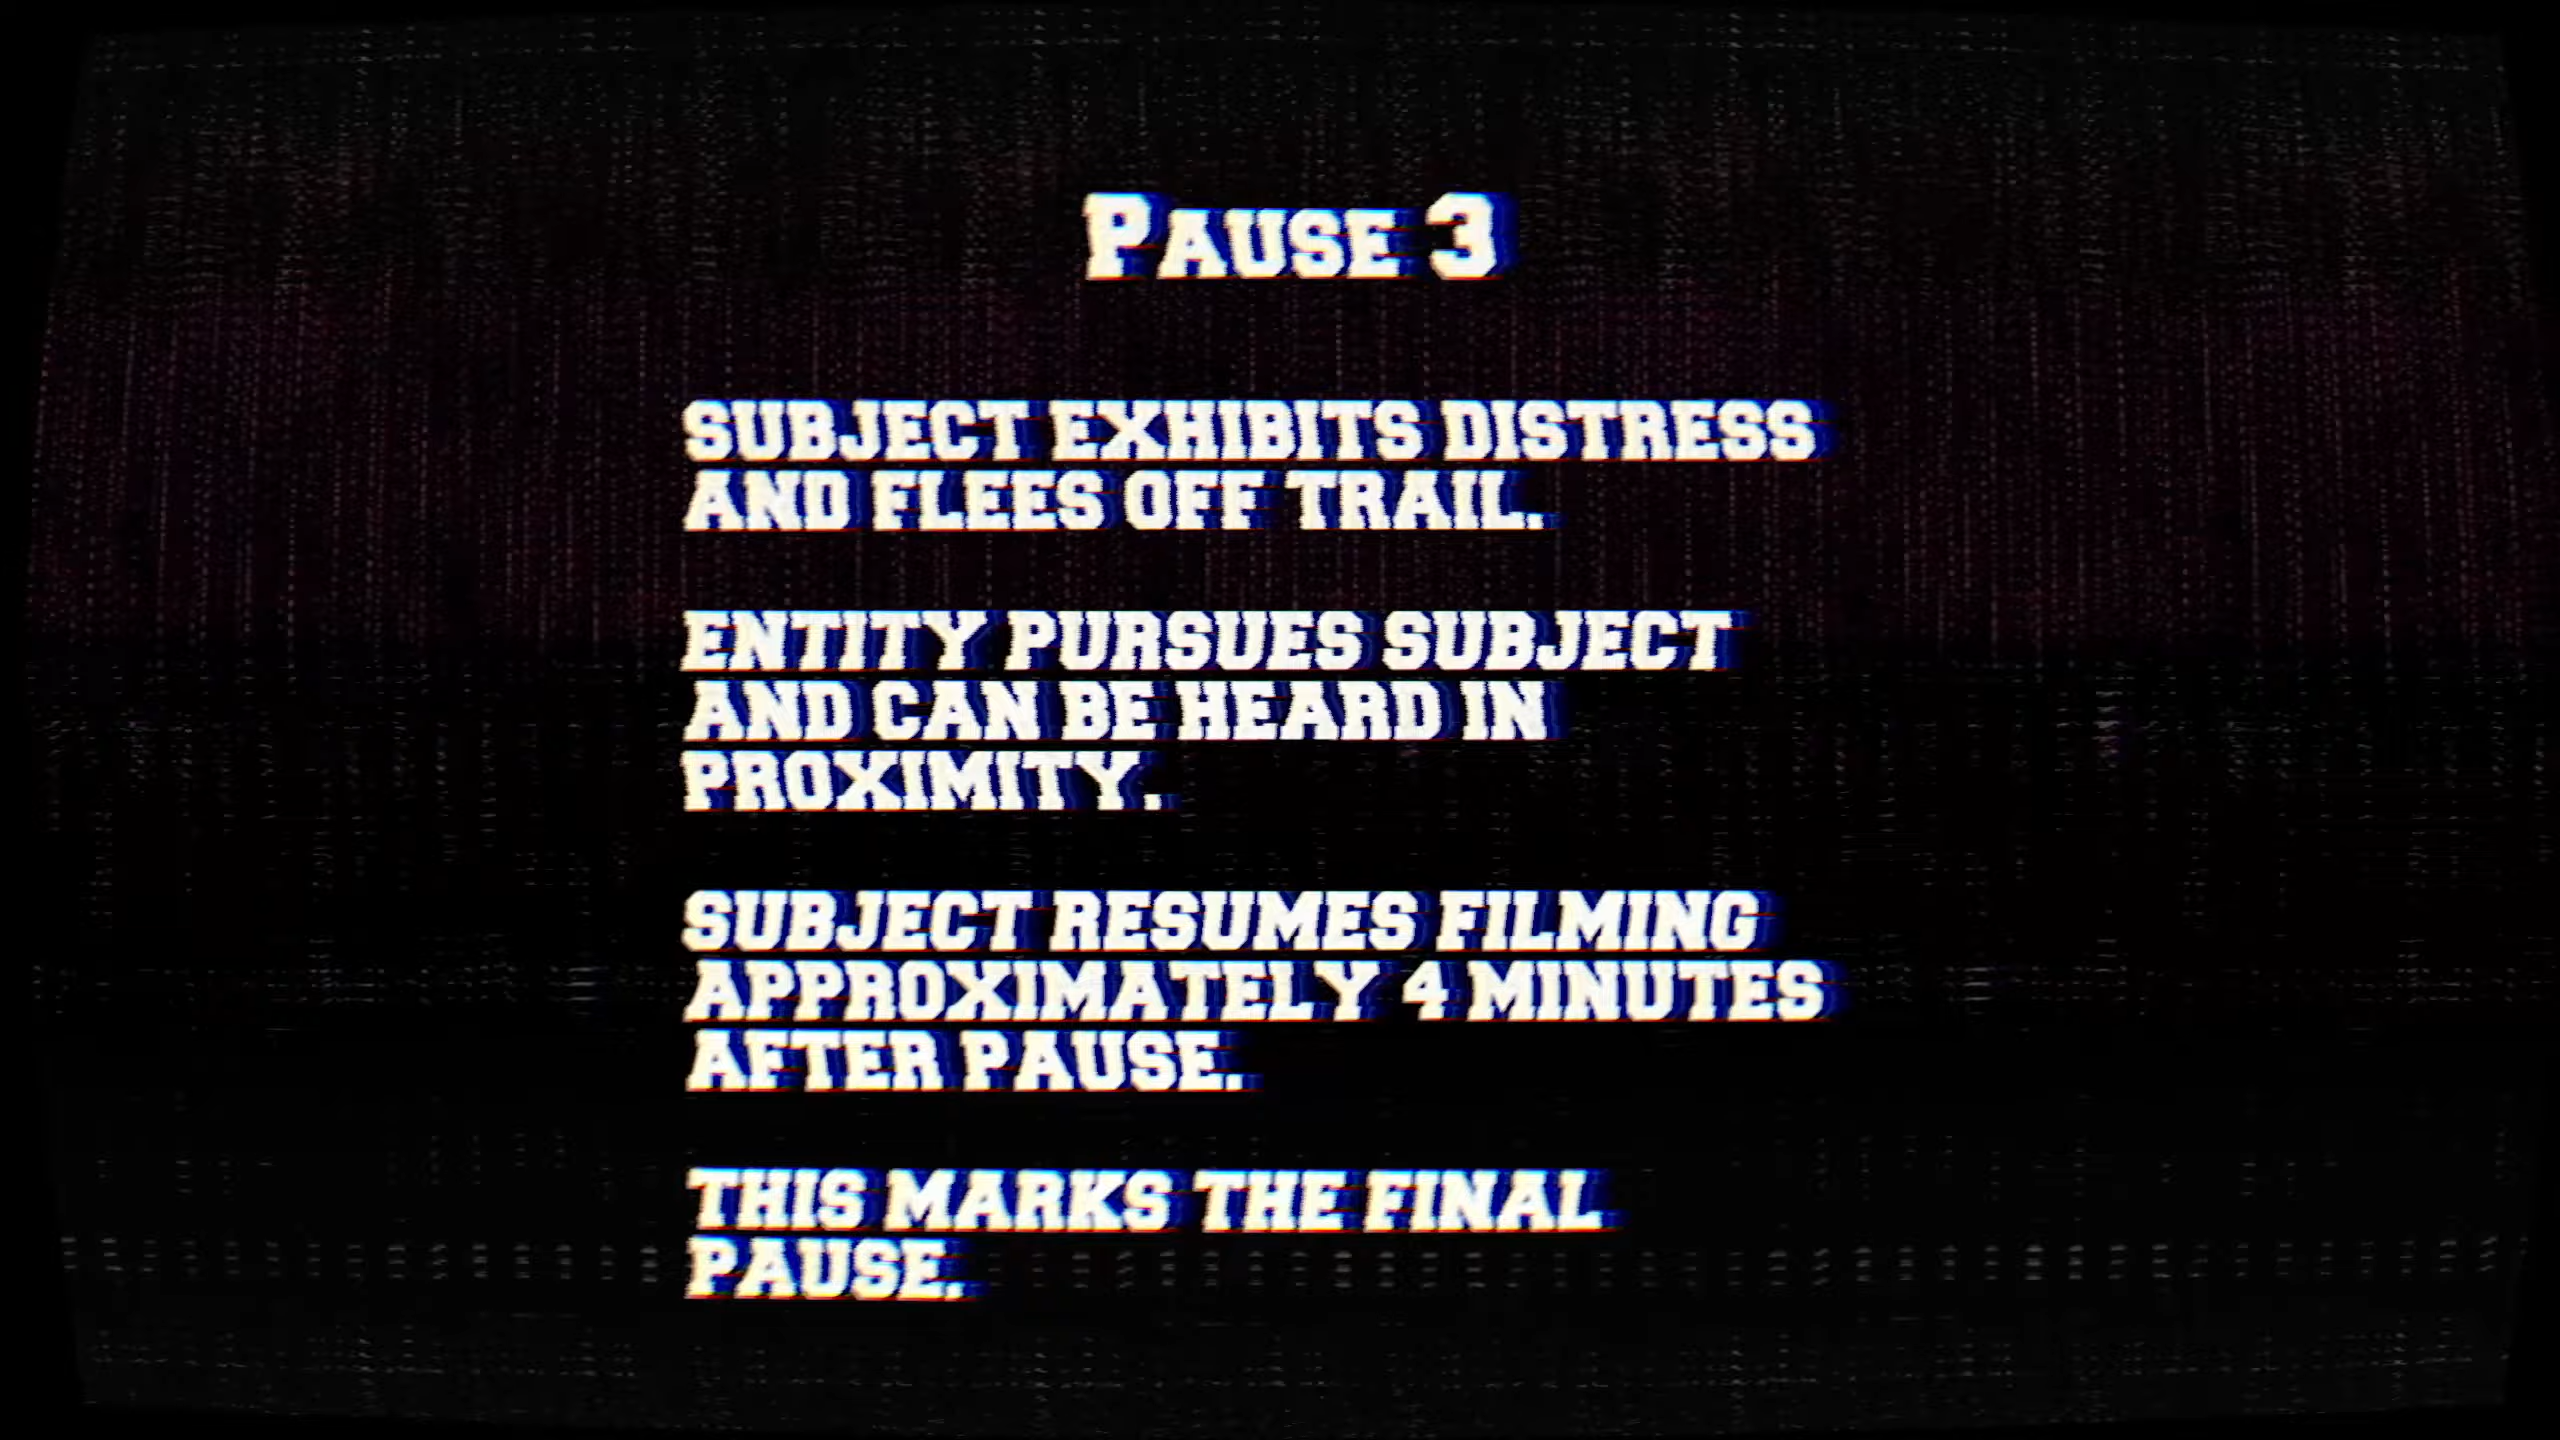 PAUSE 3
SUBJECT EXHIBITS DISTRESS
AND FLEES OFF TRAIL.
ENTITY PURSUES SUBJECT
AND CAN BE HEARD IN
PROXIMITY.
SUBJECT RESUMES FILMING
APPROXIMATELY 4 MINUTES
AFTER PAUSE.
THIS MARKS THE FINAL
PAUSE.